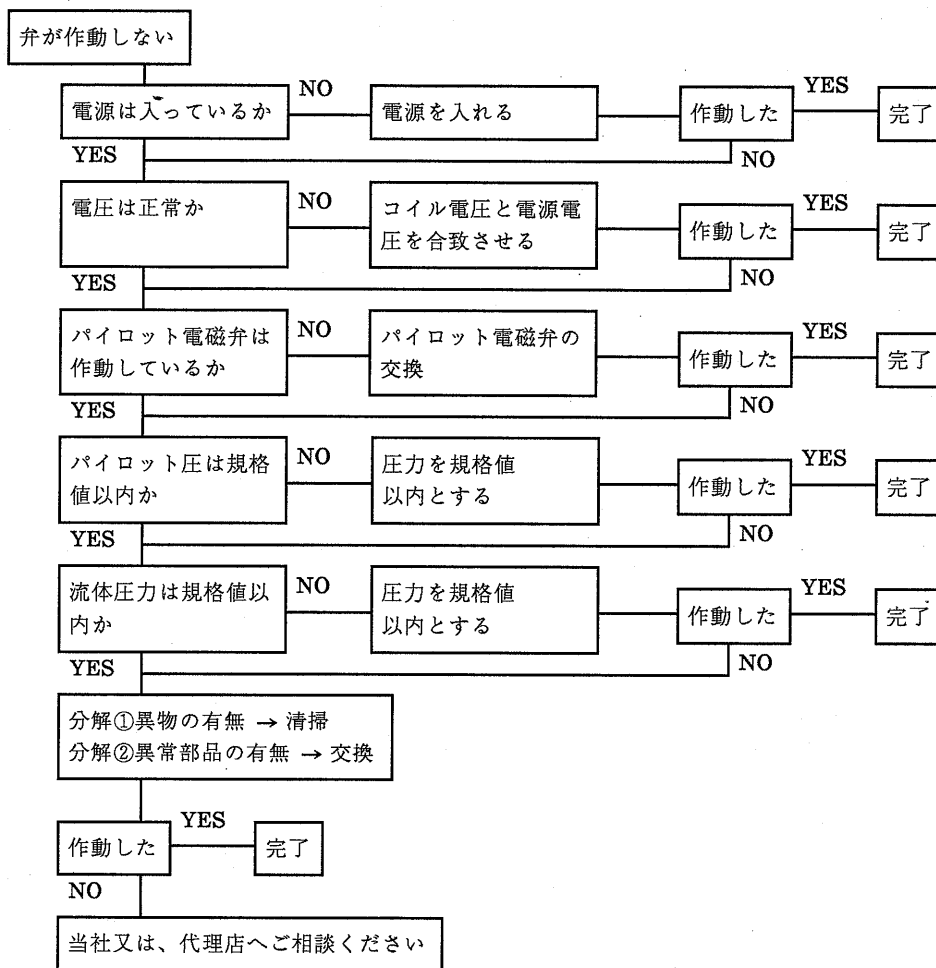 弁が作動しない
電源は入っているか
NO
電源を入れる
作動した
YES
完了
YES
NO
電圧は正常か
NO
コイル電圧と電源電
圧を合致させる
作動した
YES
完了
YES
NO
パイロット電磁弁は
作動しているか
NO
パイロット電磁弁の
交換
作動した
YES
完了
YES
NO
パイロット圧は規格
値以内か
NO
圧力を規格値
以内とする
作動した
YES
完了
YES
NO
流体圧力は規格値以
内か
NO
圧力を規格値
以内とする
作動した
YES
完了
YES
NO
分解①異物の有無 → 清掃
分解②異常部品の有無 → 交換
作動した
YES
完了
NO
当社又は、代理店へご相談ください